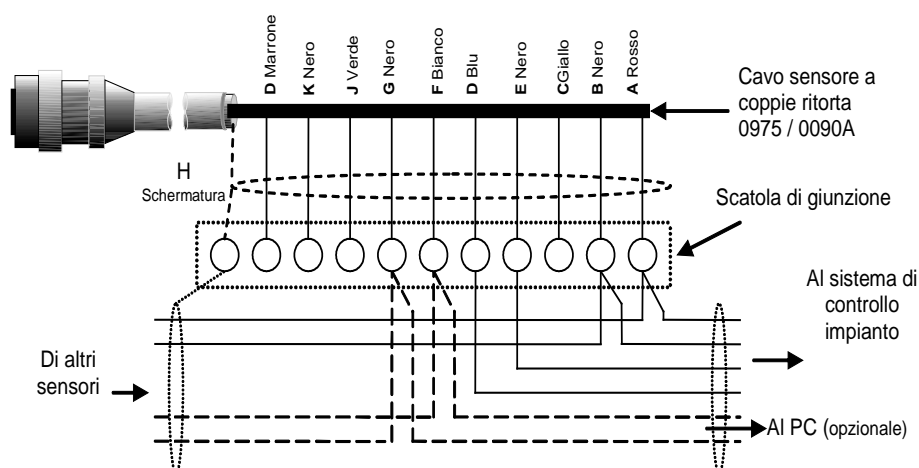 D Marrone
K Nero
J Verde
G Nero
F Bianco
D Blu
E Nero
CGiallo
B Nero
A Rosso
Cavo sensore a
coppie ritorta
0975 / 0090A
H
Schermatura
Scatola di giunzione
Al sistema di
controllo
impianto
Di altri
sensori
Al PC (opzionale)